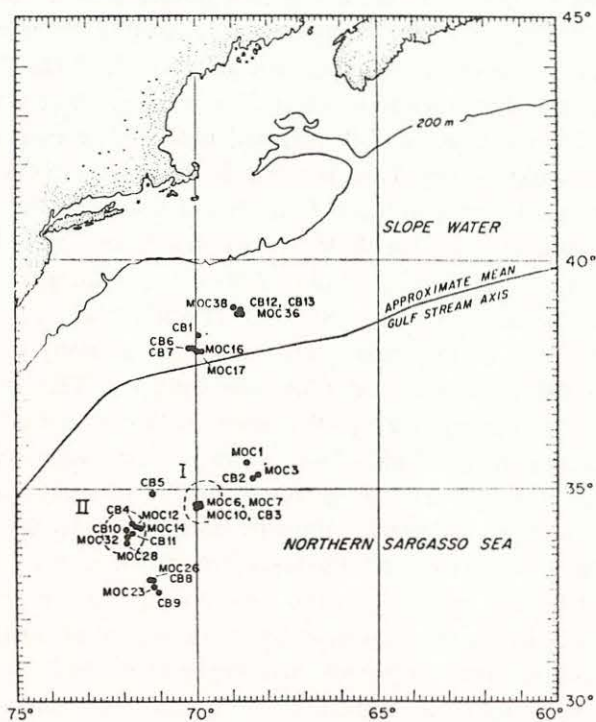 45°
200 m
SLOPE WATER
40°
APPROXIMATE MEAN
GULF STREAM AXIS
MOC38
CB12, CB13
MOC36
CB1
CB6
CB7
MOC16
MOC17
MOC1
MOC3
CB2
I
CB5
35°
MOC6, MOC7
MOC10, CB3
II
CB4
MOC12
CB10
MOC14
MOC32
CB11
MOC28
NORTHERN SARGASSO SEA
MOC26
CB8
MOC23
CB9
30°
75°
70°
65°
60°